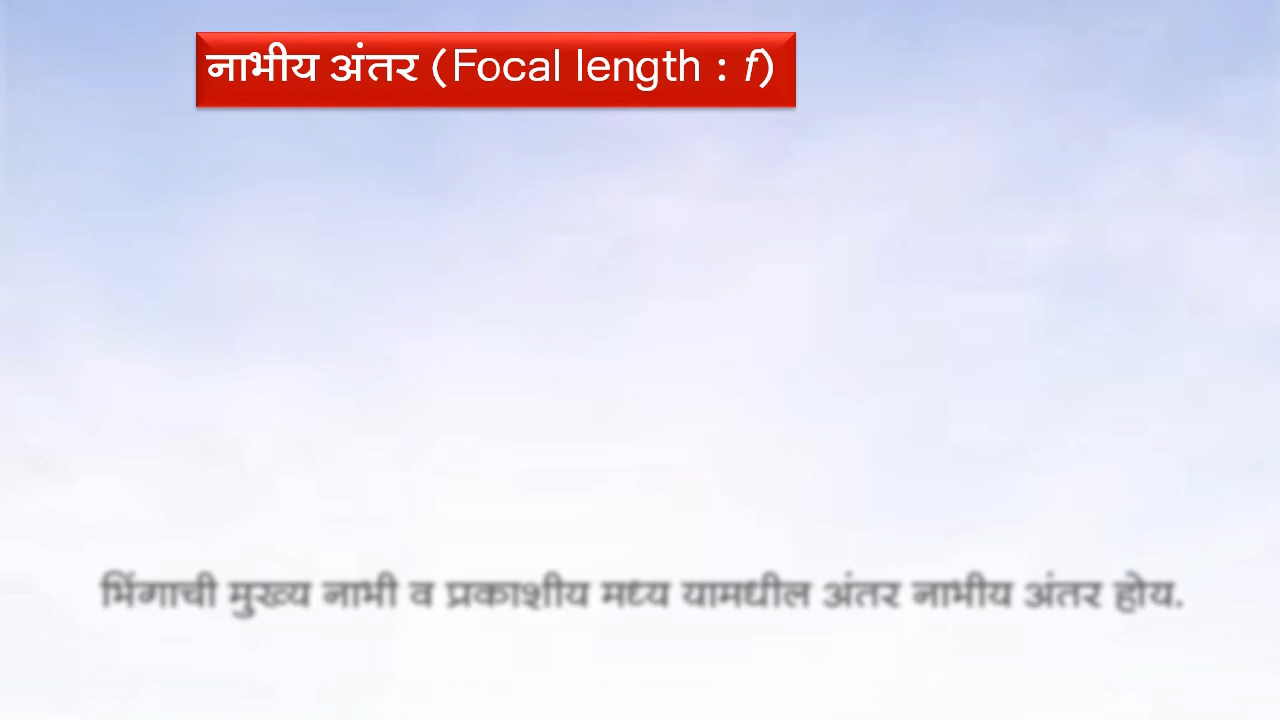 नाभीय अंतर (Focal length : f)
भिंगाची मुख्य नाभी व प्रकाशीय मध्य यामधील अंतर नाभीय अंतर होय.